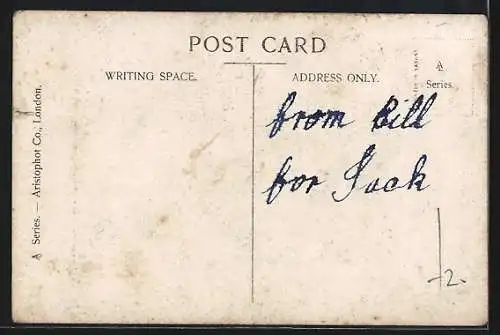 POST CARD
WRITING SPACE.
ADDRESS ONLY.
A
Series.
from Bill
for Jack
A Series. — Aristophot Co., London.
-2-